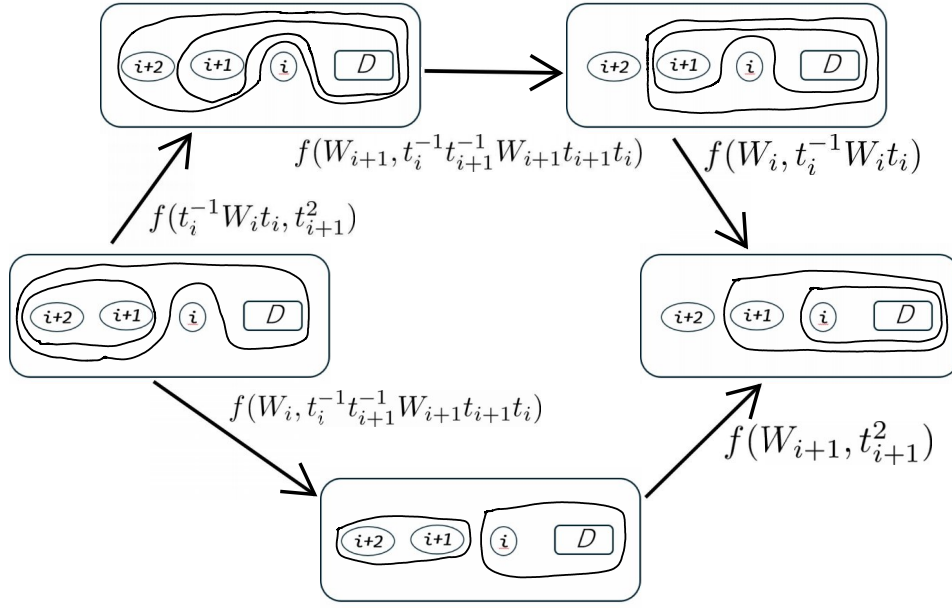 i+2 i+1 i D
i+2 i+1 i D
f(W_{i+1}, t_i^{-1}t_{i+1}^{-1}W_{i+1}t_{i+1}t_i)
f(W_i, t_i^{-1}W_it_i)
f(t_i^{-1}W_it_i, t_{i+1}^2)
i+2 i+1 i D
i+2 i+1 i D
f(W_i, t_i^{-1}t_{i+1}^{-1}W_{i+1}t_{i+1}t_i)
f(W_{i+1}, t_{i+1}^2)
i+2 i+1 i D